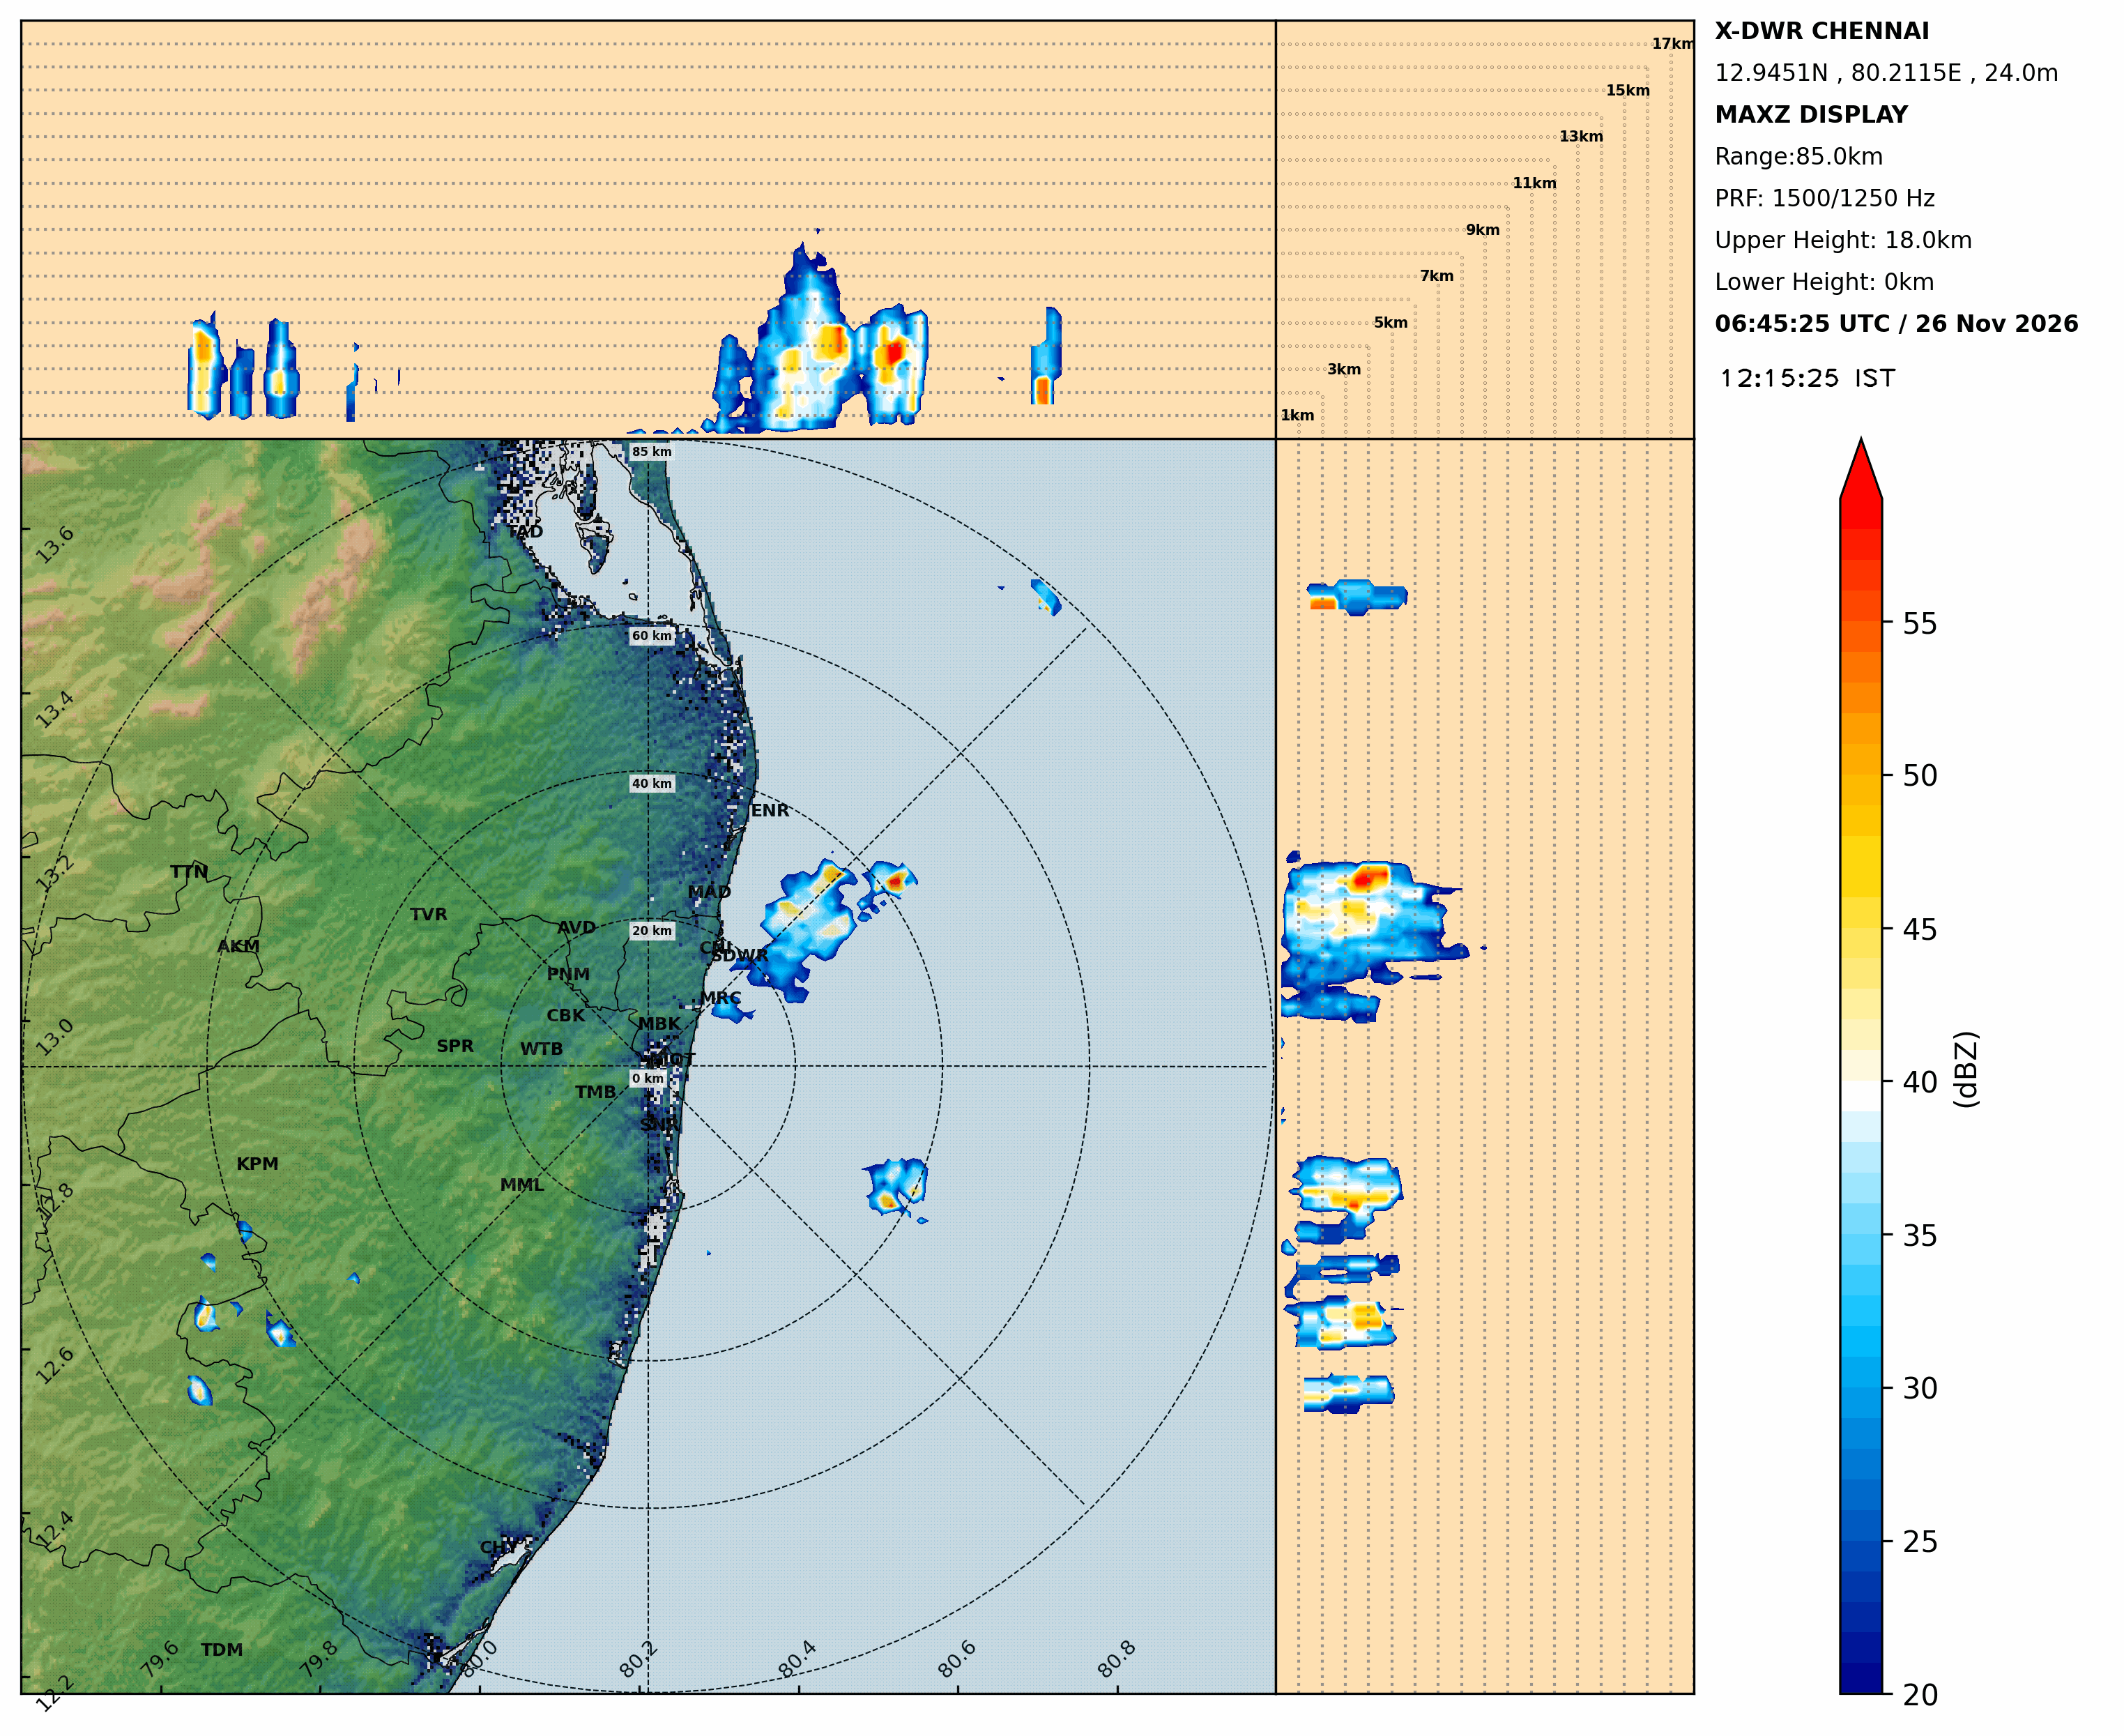 17km
15km
13km
11km
9km
7km
5km
3km
1km
X-DWR CHENNAI
12.9451N , 80.2115E , 24.0m
MAXZ DISPLAY
Range:85.0km
PRF: 1500/1250 Hz
Upper Height: 18.0km
Lower Height: 0km
06:45:25 UTC / 26 Nov 2026
12:15:25 IST
85 km
TAD
13.6
60 km
13.4
40 km
ENR
13.2
TTN
MAD
TVR
AVD
20 km
AKM
SDWR
PNM
MRC
CBK
MBK
13.0
SPR
WTB
0 km
TMB
SNR
KPM
MML
12.8
12.6
12.4
CHY
TDM
12.2
79.6
79.8
80.0
80.2
80.4
80.6
80.8
55
50
45
40
35
30
25
20
(dBZ)